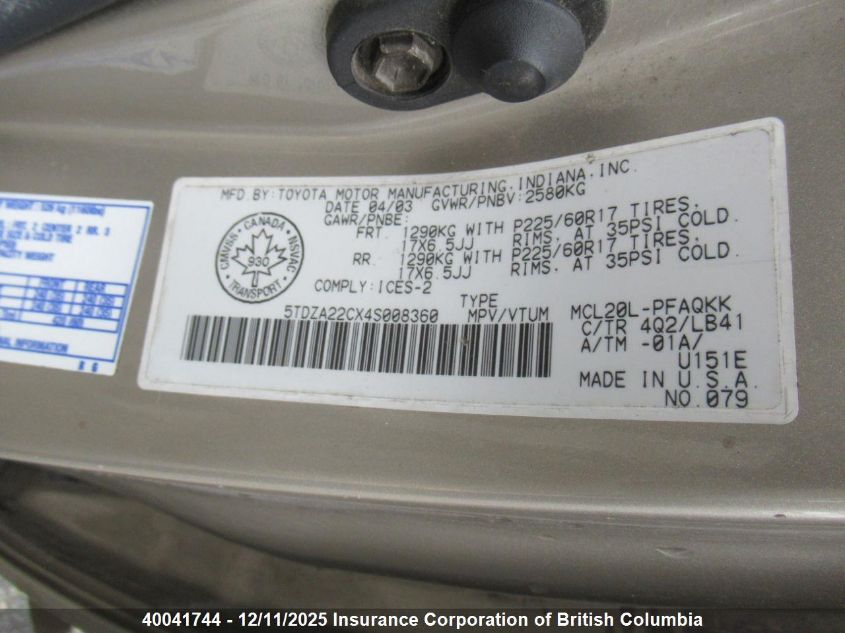 MFD.BY:TOYOTA MOTOR MANUFACTURING,INDIANA,INC.
DATE 04/03 GVWR/PNBV:2580KG
GAWR/PNBE:
FRT 1290KG WITH P225/60R17 TIRES.
17X6.5JJ RIMS. AT 35PSI COLD.
RR. 1290KG WITH P225/60R17 TIRES.
17X6.5JJ RIMS. AT 35PSI COLD.
COMPLY:ICES-2
CANADA
CMVSS NSVAC
930
TRANSPORT
TYPE
5TDZA22CX4S008360 MPV/VTUM
MCL20L-PFAQKK
C/TR 4Q2/LB41
A/TM -01A/
U151E
MADE IN U.S.A.
NO.079
40041744 - 12/11/2025 Insurance Corporation of British Columbia